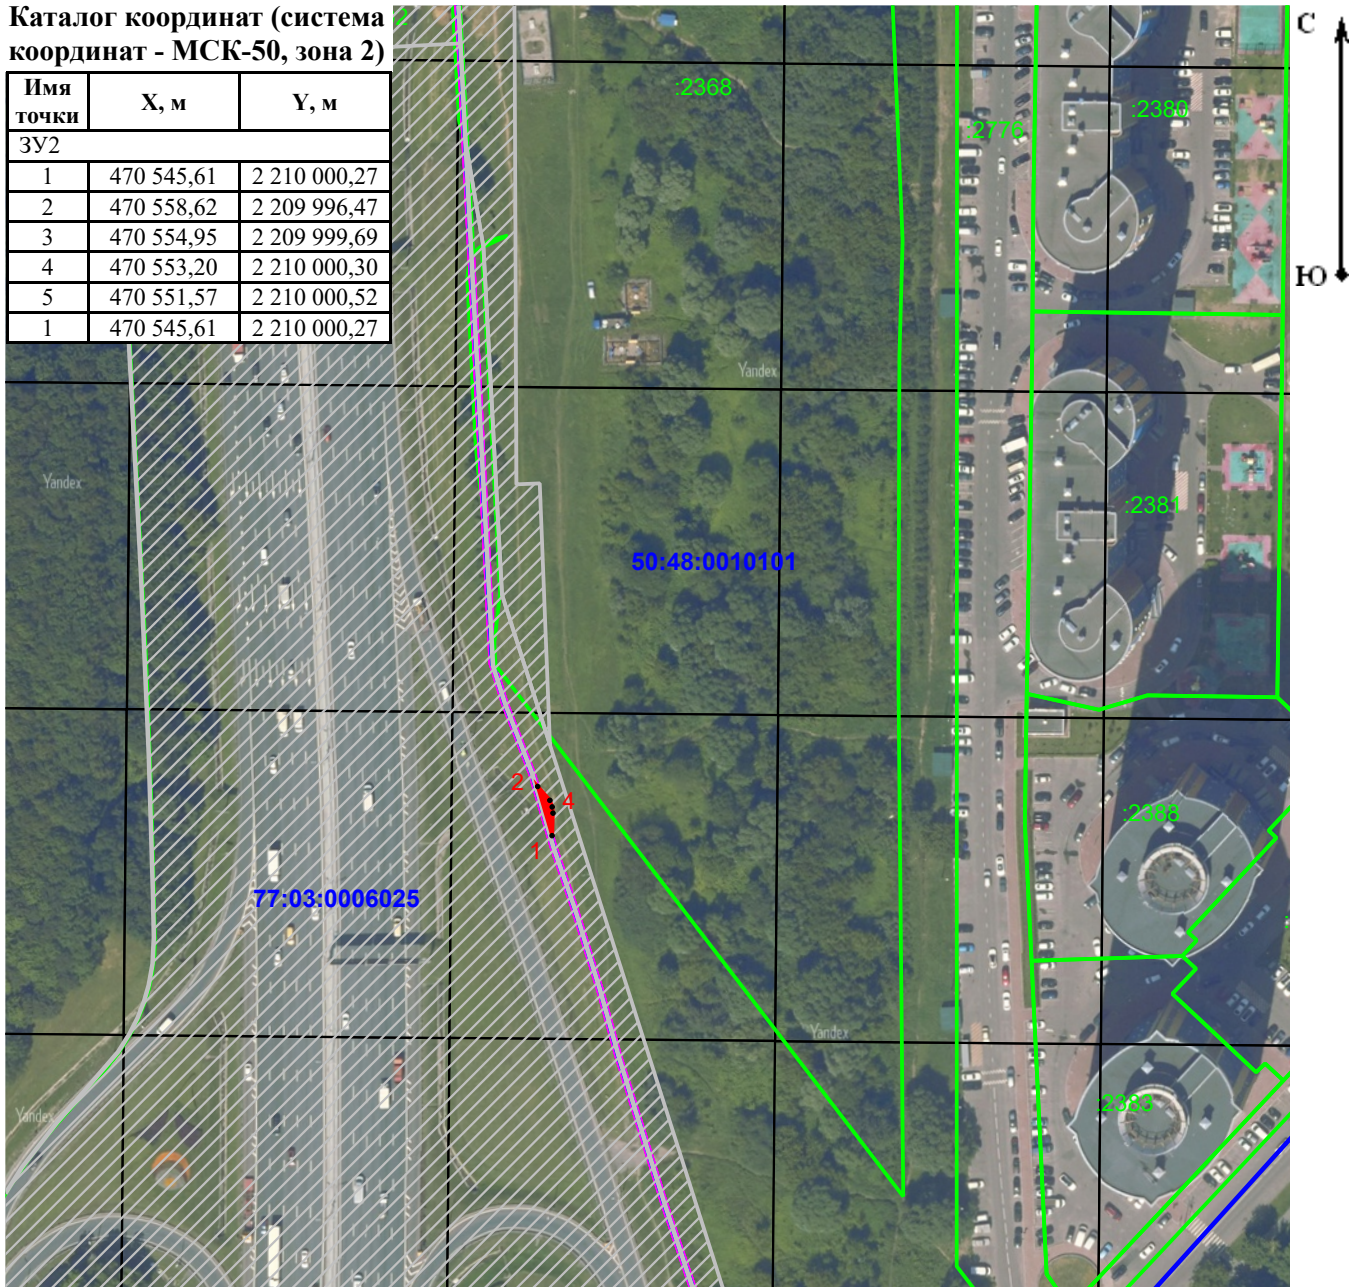 Каталог координат (система
координат - МСК-50, зона 2)
Имя точки X, м Y, м
ЗУ2
1 470 545,61 2 210 000,27
2 470 558,62 2 209 996,47
3 470 554,95 2 209 999,69
4 470 553,20 2 210 000,30
5 470 551,57 2 210 000,52
1 470 545,61 2 210 000,27
2
С
Ю
:2368
:2776
:2380
Yandex
Yandex
:2381
50:48:0010101
2
4
1
:2388
77:03:0006025
Yandex
Yandex
:2383